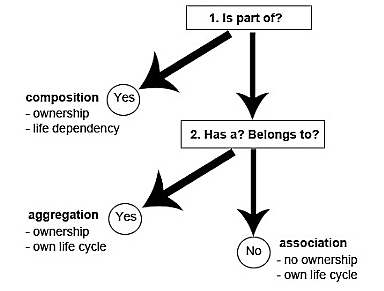 1. Is part of?
composition
- ownership
- life dependency
Yes
2. Has a? Belongs to?
aggregation
- ownership
- own life cycle
Yes
No
association
- no ownership
- own life cycle